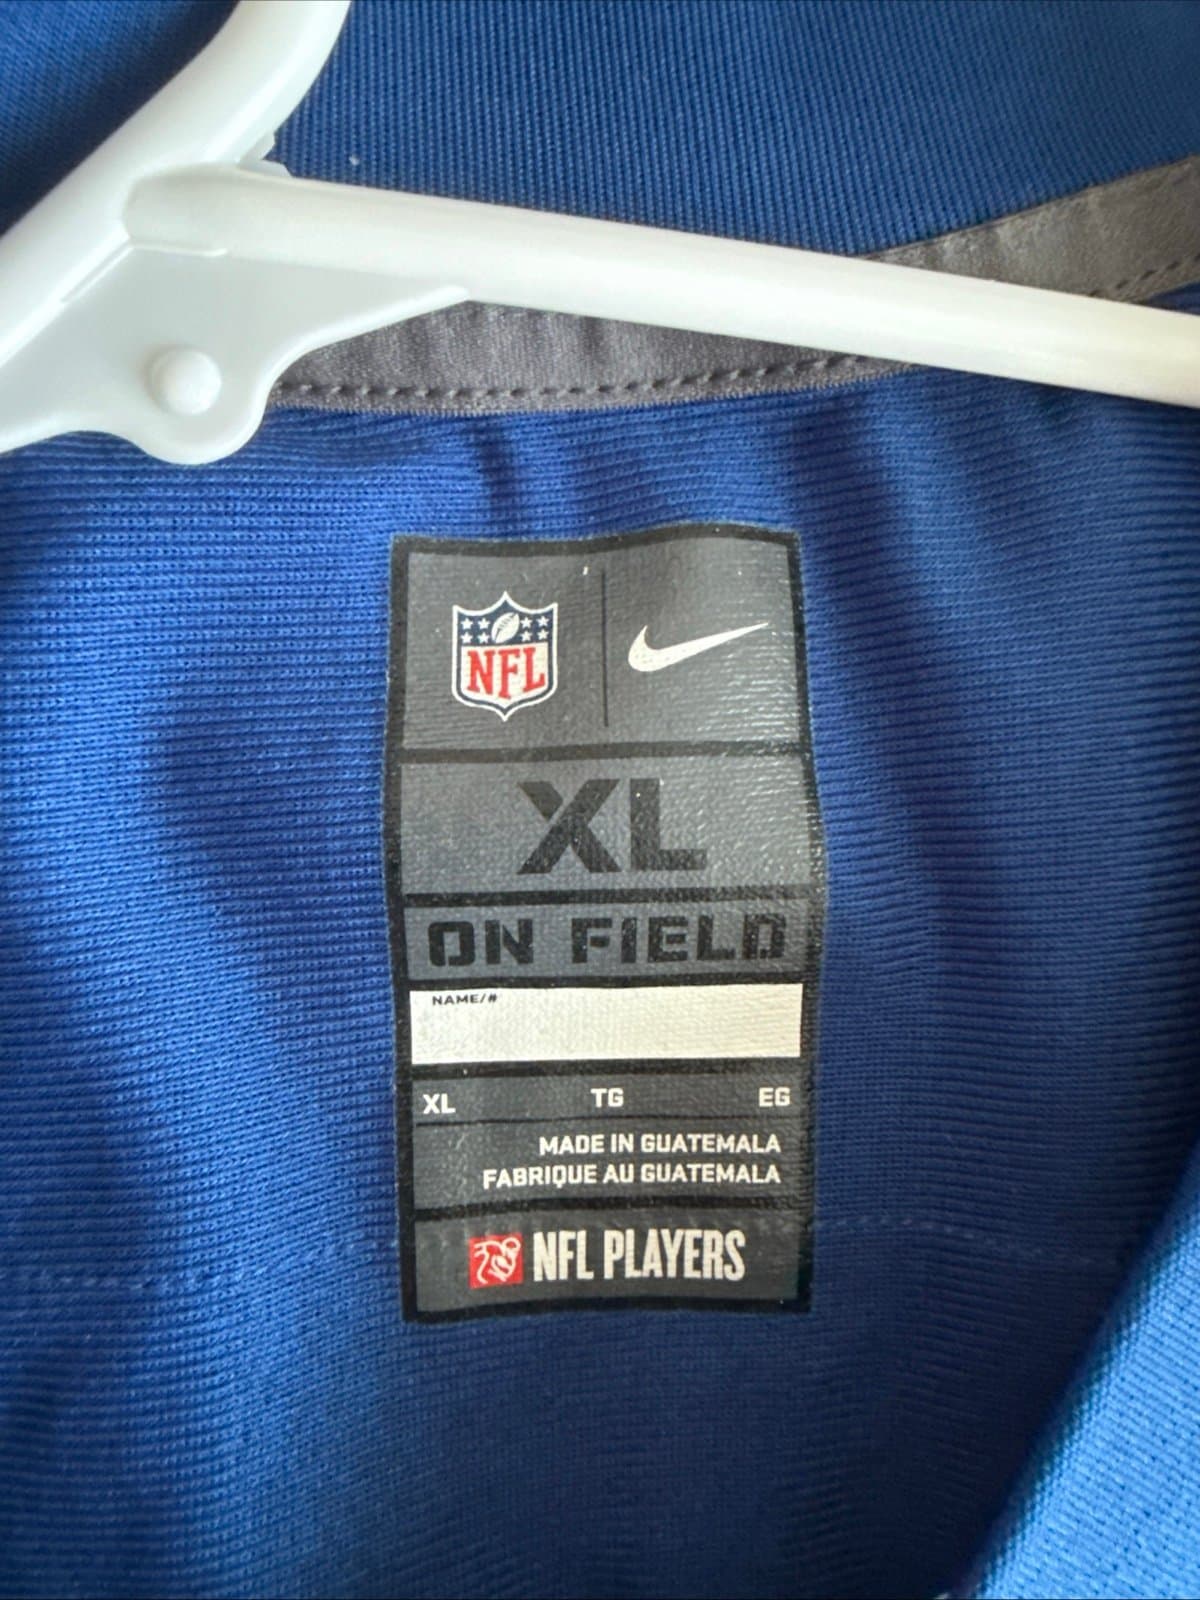 NFL
XL
ON FIELD
NAME/#
XL TG EG
MADE IN GUATEMALA
FABRIQUE AU GUATEMALA
NFL PLAYERS